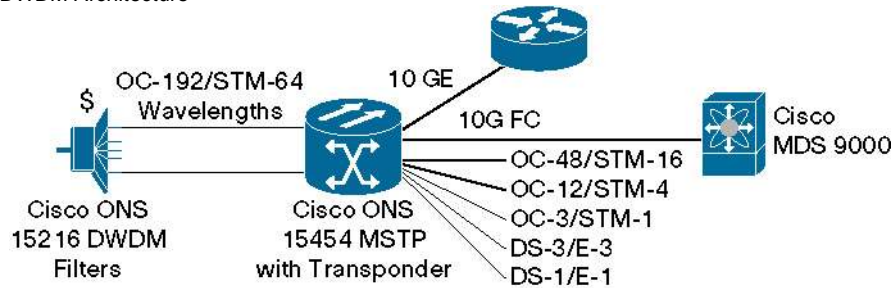 DWDM Architecture
10 GE
OC-192/STM-64
Wavelengths
$
10G FC
Cisco
MDS 9000
OC-48/STM-16
OC-12/STM-4
OC-3/STM-1
DS-3/E-3
DS-1/E-1
Cisco ONS
15216 DWDM
Filters
Cisco ONS
15454 MSTP
with Transponder